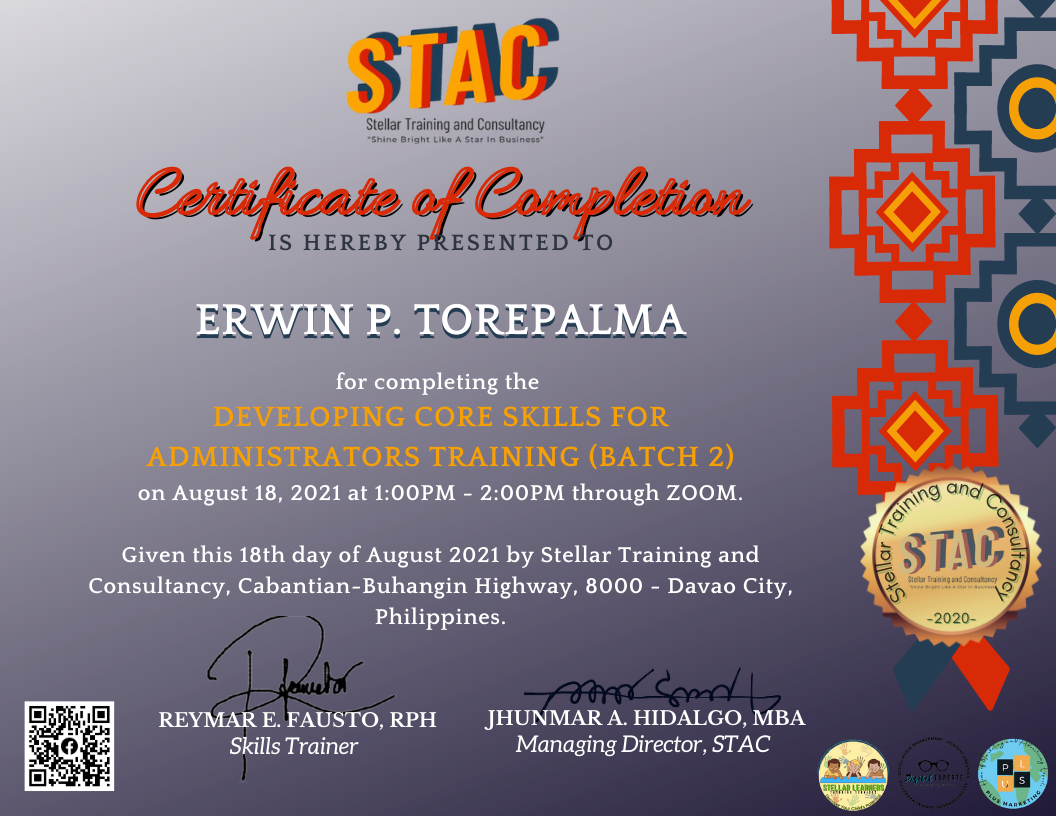 STAC
Stellar Training and Consultancy
"Shine Bright Like A Star In Business"
Certificate of Completion
IS HEREBY PRESENTED TO
ERWIN P. TOREPALMA
for completing the
DEVELOPING CORE SKILLS FOR
ADMINISTRATORS TRAINING (BATCH 2)
on August 18, 2021 at 1:00PM - 2:00PM through ZOOM.
Given this 18th day of August 2021 by Stellar Training and
Consultancy, Cabantian-Buhangin Highway, 8000 - Davao City,
Philippines.
Stellar Training and Consultancy
STAC
Stellar Training and Consultancy
"Shine Bright Like A Star In Business"
-2020-
REYMAR E. FAUSTO, RPH
Skills Trainer
JHUNMAR A. HIDALGO, MBA
Managing Director, STAC
STELLAR LEARNERS
PLUS
PLUS MARKETING